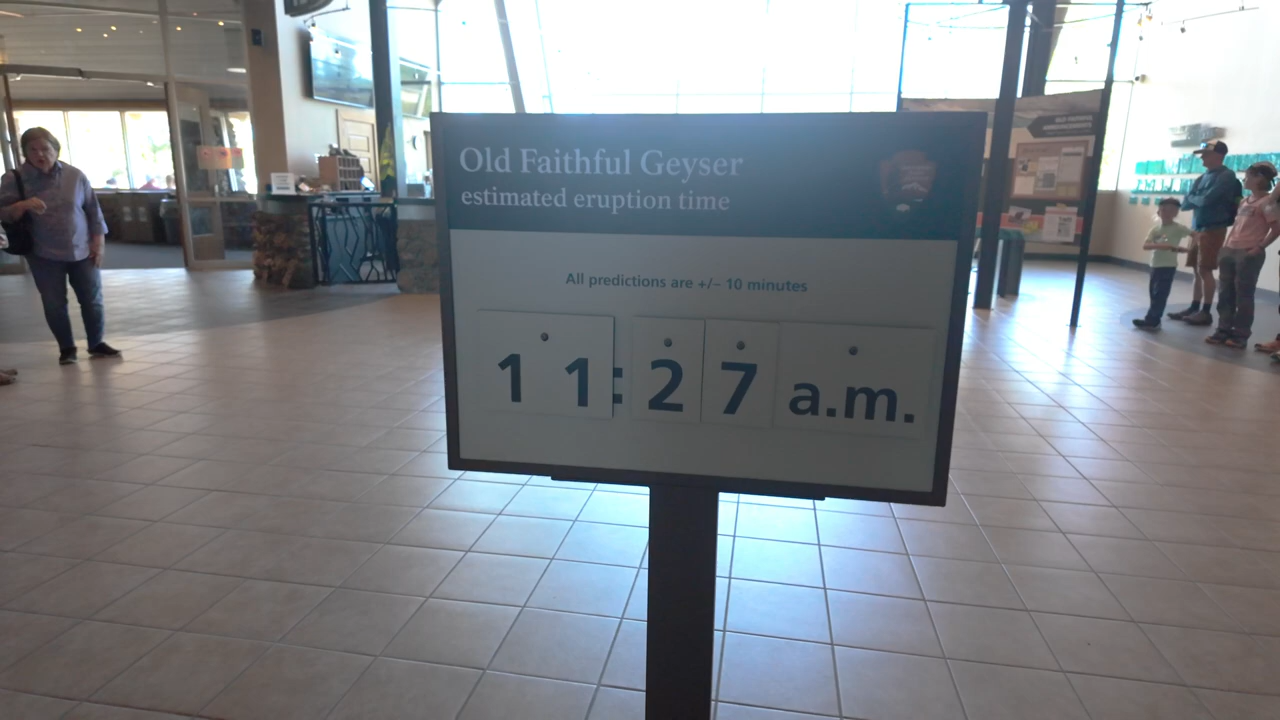 Old Faithful Geyser
estimated eruption time
All predictions are +/– 10 minutes
11:27 a.m.